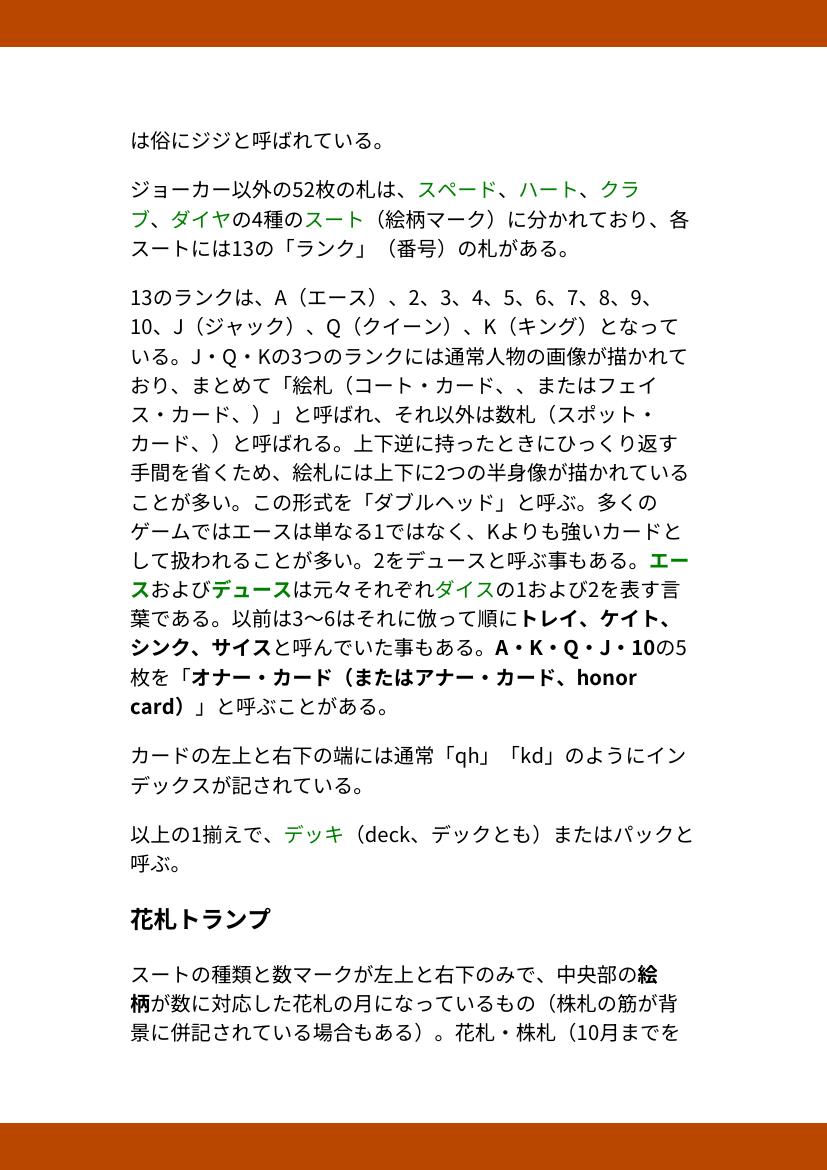 は俗にジジと呼ばれている。
ジョーカー以外の52枚の札は、スペード、ハート、クラ
ブ、ダイヤの4種のスート（絵柄マーク）に分かれており、各
スートには13の「ランク」（番号）の札がある。
13のランクは、A（エース）、2、3、4、5、6、7、8、9、
10、J（ジャック）、Q（クイーン）、K（キング）となって
いる。J・Q・Kの3つのランクには通常人物の画像が描かれて
おり、まとめて「絵札（コート・カード、、またはフェイ
ス・カード、）」と呼ばれ、それ以外は数札（スポット・
カード、）と呼ばれる。上下逆に持ったときにひっくり返す
手間を省くため、絵札には上下に2つの半身像が描かれている
ことが多い。この形式を「ダブルヘッド」と呼ぶ。多くの
ゲームではエースは単なる1ではなく、Kよりも強いカードと
して扱われることが多い。2をデュースと呼ぶ事もある。エー
スおよびデュースは元々それぞれダイスの1および2を表す言
葉である。以前は3～6はそれに倣って順にトレイ、ケイト、
シンク、サイスと呼んでいた事もある。A・K・Q・J・10の5
枚を「オナー・カード（またはアナー・カード、honor
card）」と呼ぶことがある。
カードの左上と右下の端には通常「qh」「kd」のようにイン
デックスが記されている。
以上の1揃えで、デッキ（deck、デックとも）またはパックと
呼ぶ。
花札トランプ
スートの種類と数マークが左上と右下のみで、中央部の絵
柄が数に対応した花札の月になっているもの（株札の筋が背
景に併記されている場合もある）。花札・株札（10月までを